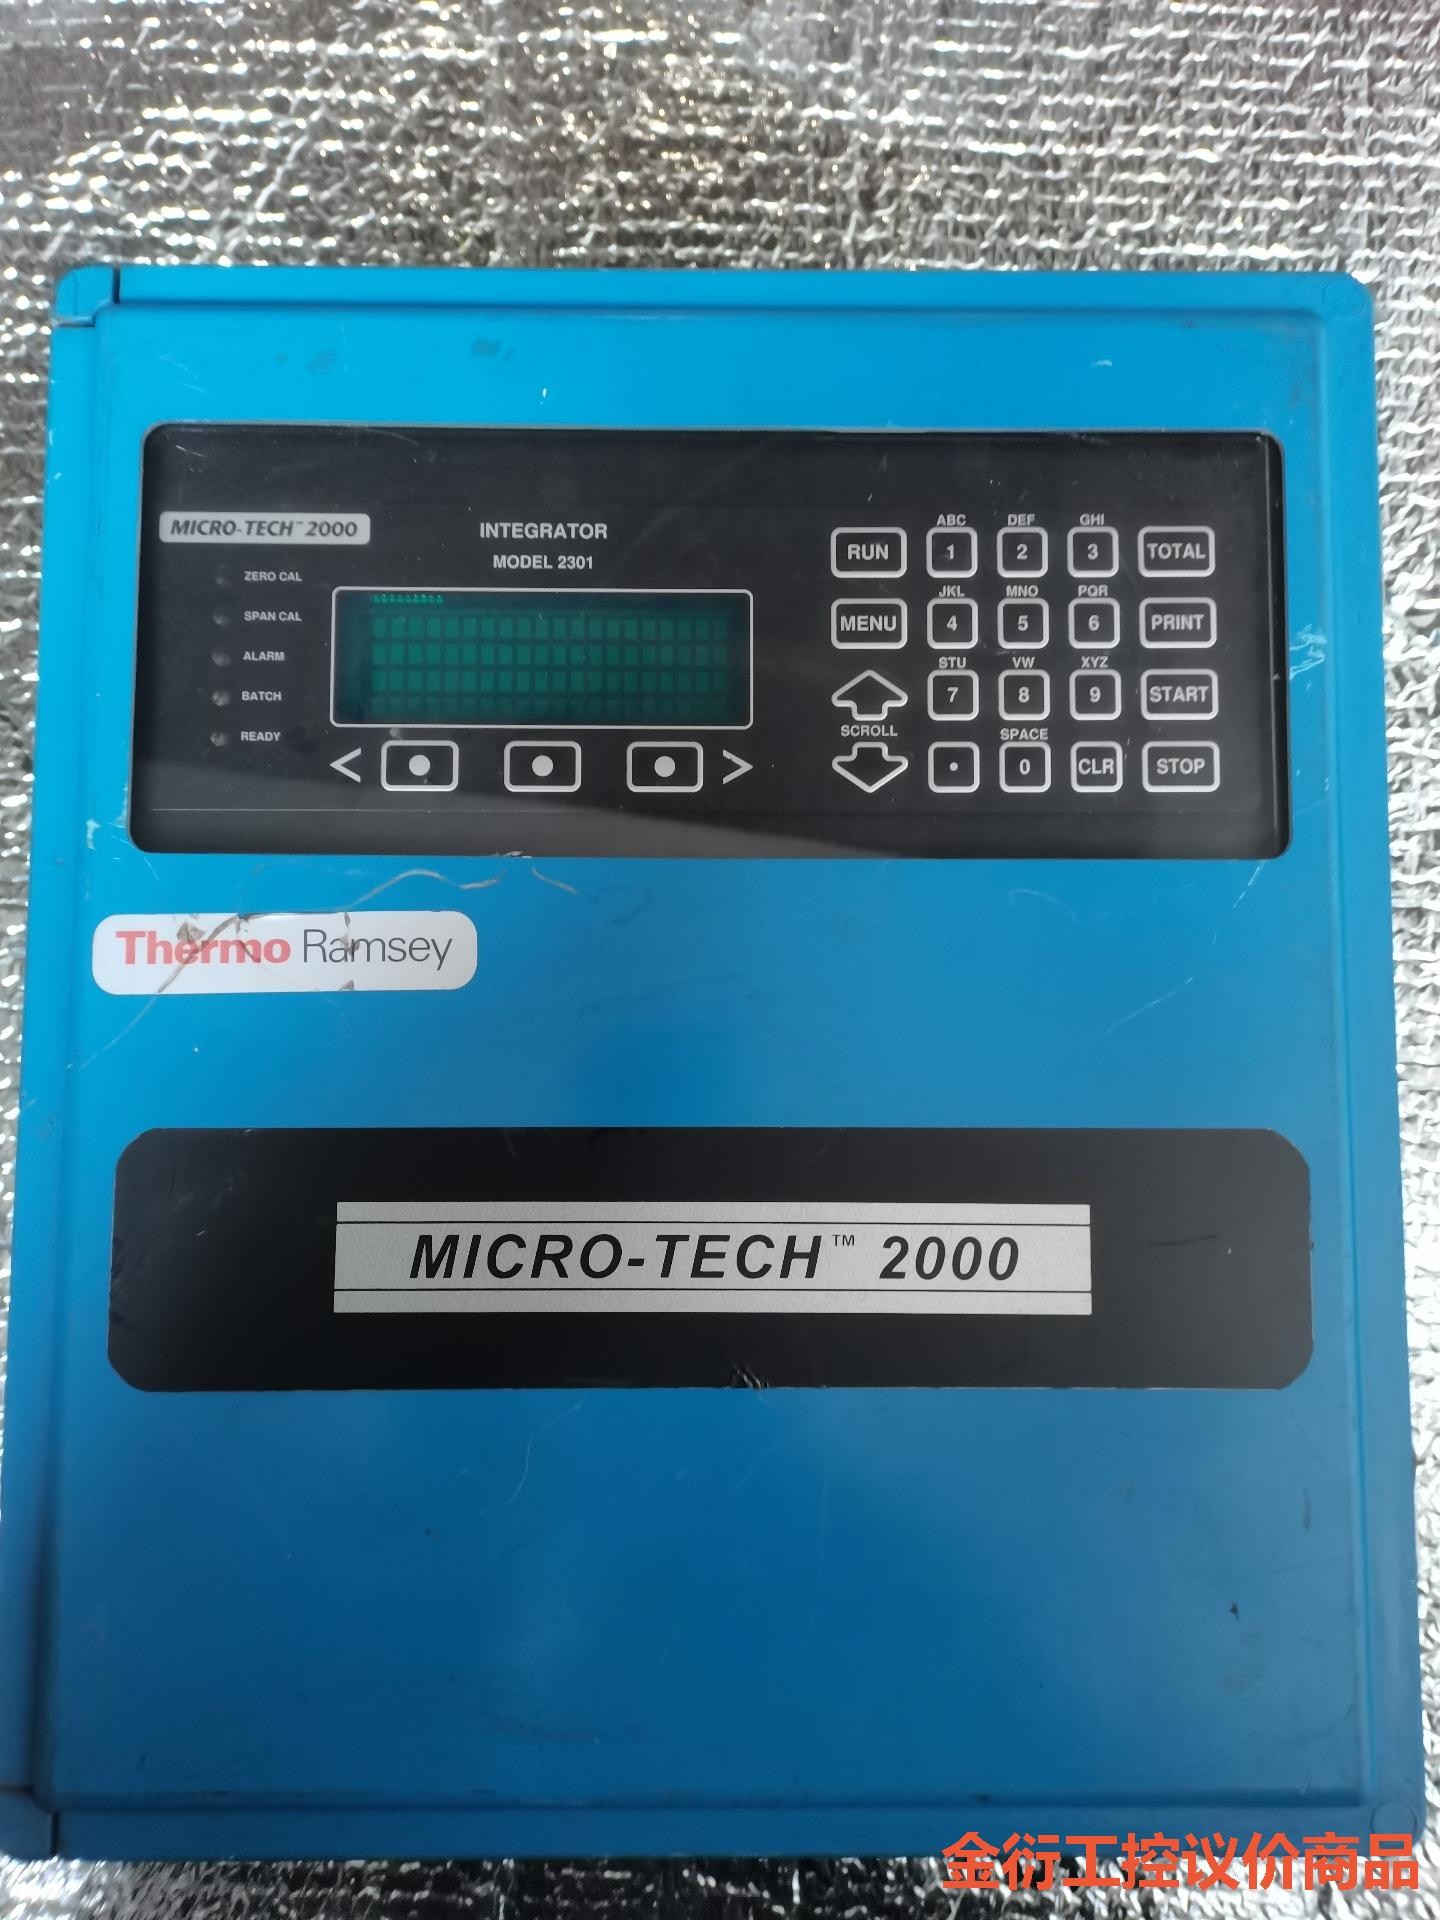 MICRO-TECH™ 2000
INTEGRATOR
MODEL 2301
ZERO CAL
SPAN CAL
ALARM
BATCH
READY
< >
ABC DEF GHI
RUN 1 2 3 TOTAL
JKL MNO PQR
MENU 4 5 6 PRINT
STU VW XYZ
7 8 9 START
SCROLL SPACE
. 0 CLR STOP
Thermo Ramsey
MICRO-TECH™ 2000
金衍工控议价商品